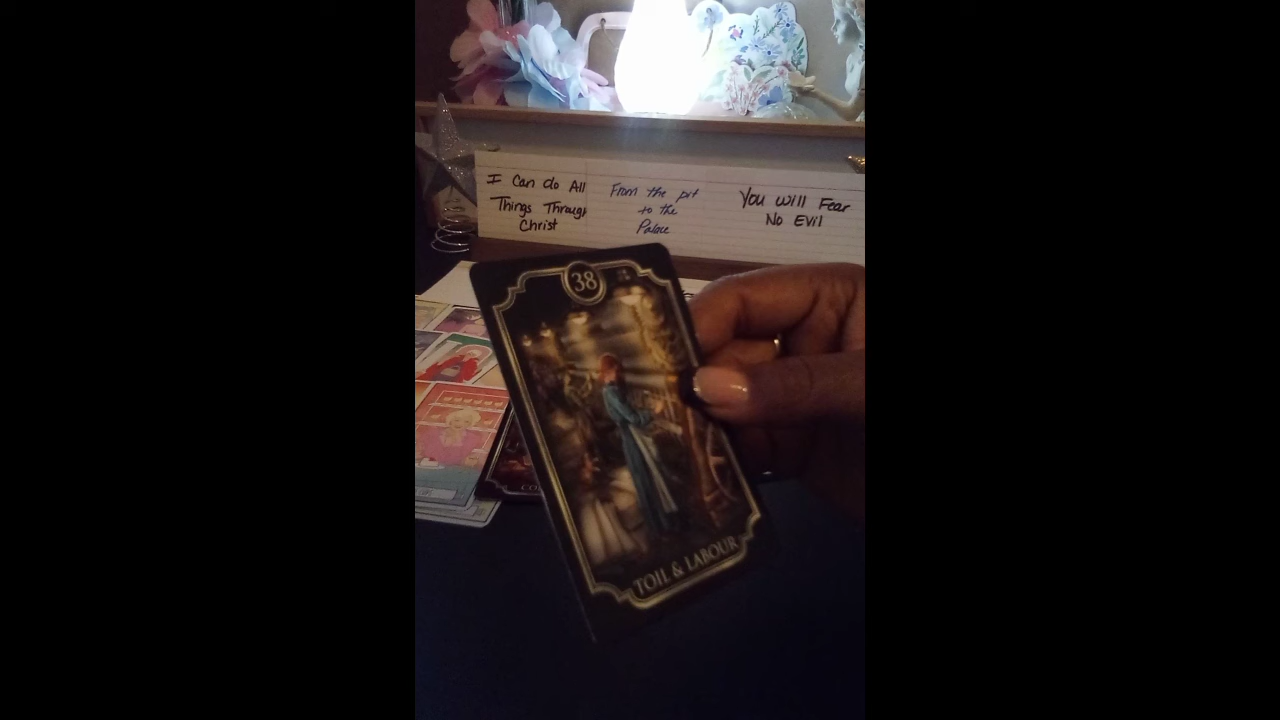 I Can do All
Things Through
Christ
From the pit
to the
Palace
You will Fear
No Evil
38
TOIL & LABOUR
CO